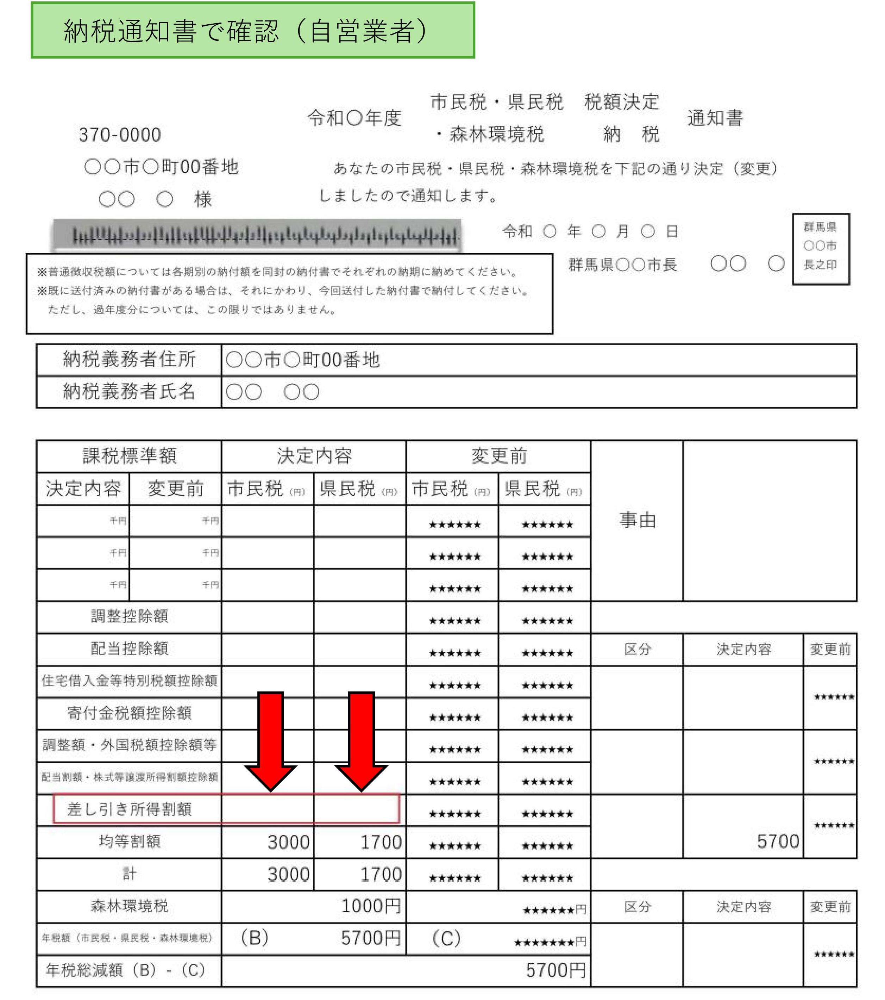 納税通知書で確認（自営業者）
市民税・県民税　税額決定
令和〇年度　通知書
・森林環境税　納　税
370-0000
〇〇市〇町00番地
〇〇　〇　様
あなたの市民税・県民税・森林環境税を下記の通り決定（変更）
しましたので通知します。
令和 〇 年 〇 月 〇 日
群馬県〇〇市長　〇〇　〇
群馬県
〇〇市
長之印
※普通徴収税額については各期別の納付額を同封の納付書でそれぞれの納期に納めてください。
※既に送付済みの納付書がある場合は、それにかわり、今回送付した納付書で納付してください。
ただし、過年度分については、この限りではありません。
納税義務者住所 〇〇市〇町00番地
納税義務者氏名 〇〇　〇〇
課税標準額 決定内容 変更前
決定内容 変更前 市民税（円） 県民税（円） 市民税（円） 県民税（円）
事由
千円 千円 ★★★★★★ ★★★★★★
千円 千円 ★★★★★★ ★★★★★★
千円 千円 ★★★★★★ ★★★★★★
調整控除額 ★★★★★★ ★★★★★★
配当控除額 ★★★★★★ ★★★★★★ 区分 決定内容 変更前
住宅借入金等特別税額控除額 ★★★★★★ ★★★★★★
★★★★★★
寄付金税額控除額 ★★★★★★ ★★★★★★
調整額・外国税額控除額等 ★★★★★★ ★★★★★★
★★★★★★
配当割額・株式等譲渡所得割額控除額 ★★★★★★ ★★★★★★
差し引き所得割額 ★★★★★★ ★★★★★★
★★★★★★
均等割額 3000 1700 ★★★★★★ ★★★★★★ 5700
計 3000 1700 ★★★★★★ ★★★★★★
森林環境税 1000円 ★★★★★★円 区分 決定内容 変更前
年税額（市民税・県民税・森林環境税） （B） 5700円 （C） ★★★★★★★円
★★★★★★
年税総減額（B）-（C） 5700円